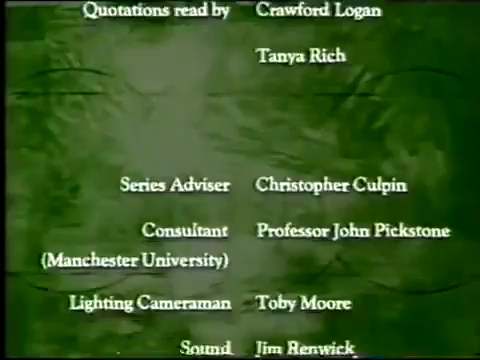 Quotations read by Crawford Logan
Tanya Rich
Series Adviser Christopher Culpin
Consultant Professor John Pickstone
(Manchester University)
Lighting Cameraman Toby Moore
Sound Jim Renwick